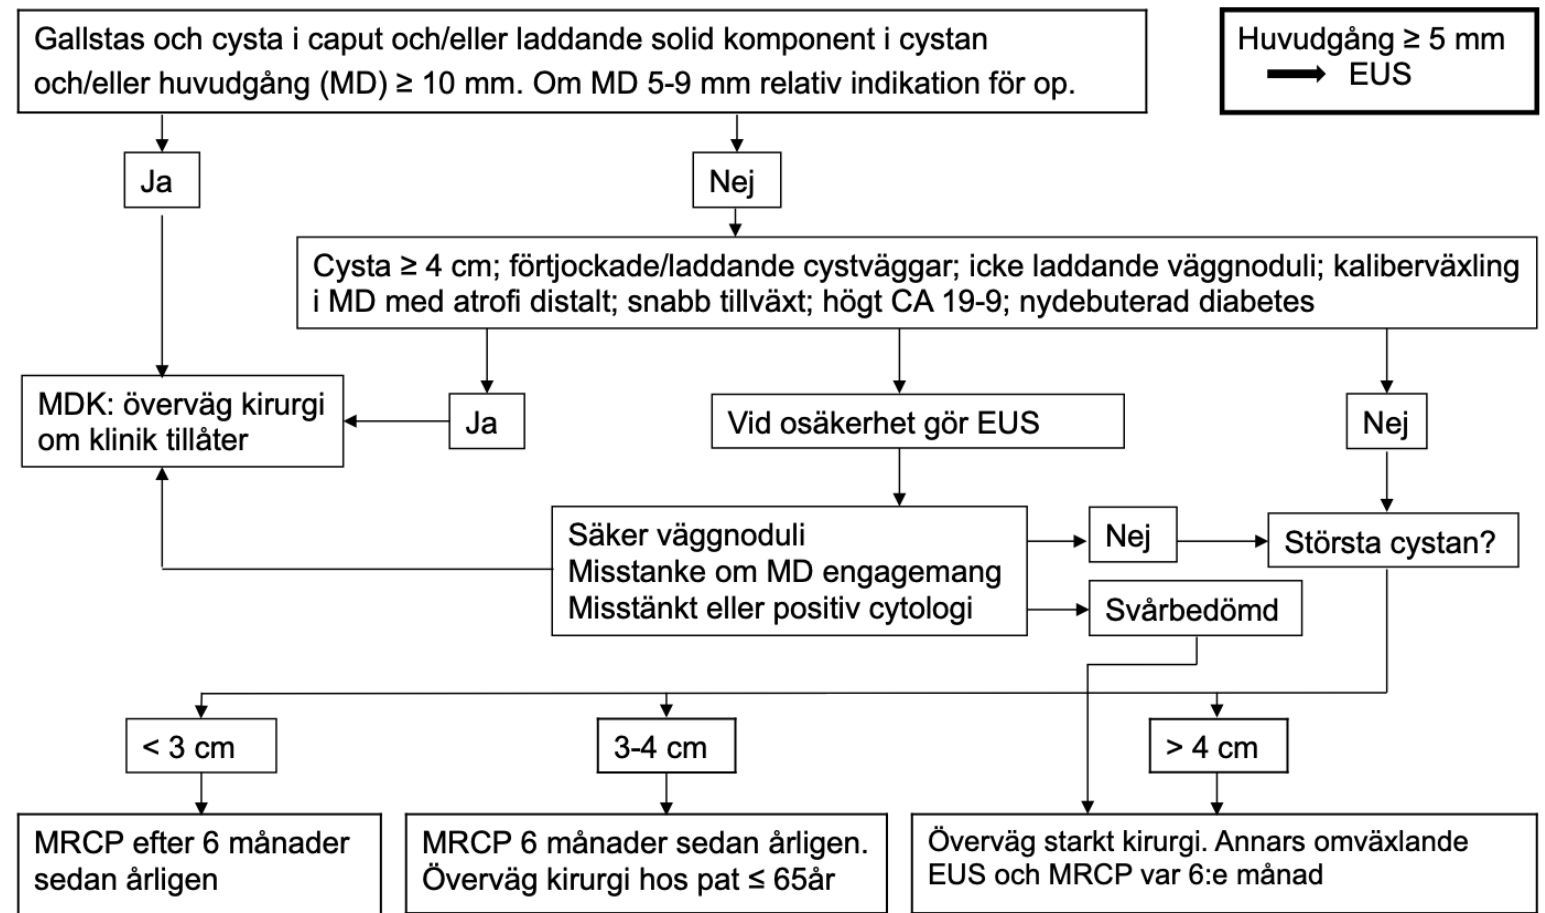 Gallstas och cysta i caput och/eller laddande solid komponent i cystan
och/eller huvudgång (MD) ≥ 10 mm. Om MD 5-9 mm relativ indikation för op.
Huvudgång ≥ 5 mm
EUS
Ja
Nej
Cysta ≥ 4 cm; förtjockade/laddande cystväggar; icke laddande väggnoduli; kaliberväxling
i MD med atrofi distalt; snabb tillväxt; högt CA 19-9; nydebuterad diabetes
MDK: överväg kirurgi
om klinik tillåter
Ja
Vid osäkerhet gör EUS
Nej
Säker väggnoduli
Misstanke om MD engagemang
Misstänkt eller positiv cytologi
Nej
Största cystan?
Svårbedömd
< 3 cm
3-4 cm
> 4 cm
MRCP efter 6 månader
sedan årligen
MRCP 6 månader sedan årligen.
Överväg kirurgi hos pat ≤ 65år
Överväg starkt kirurgi. Annars omväxlande
EUS och MRCP var 6:e månad